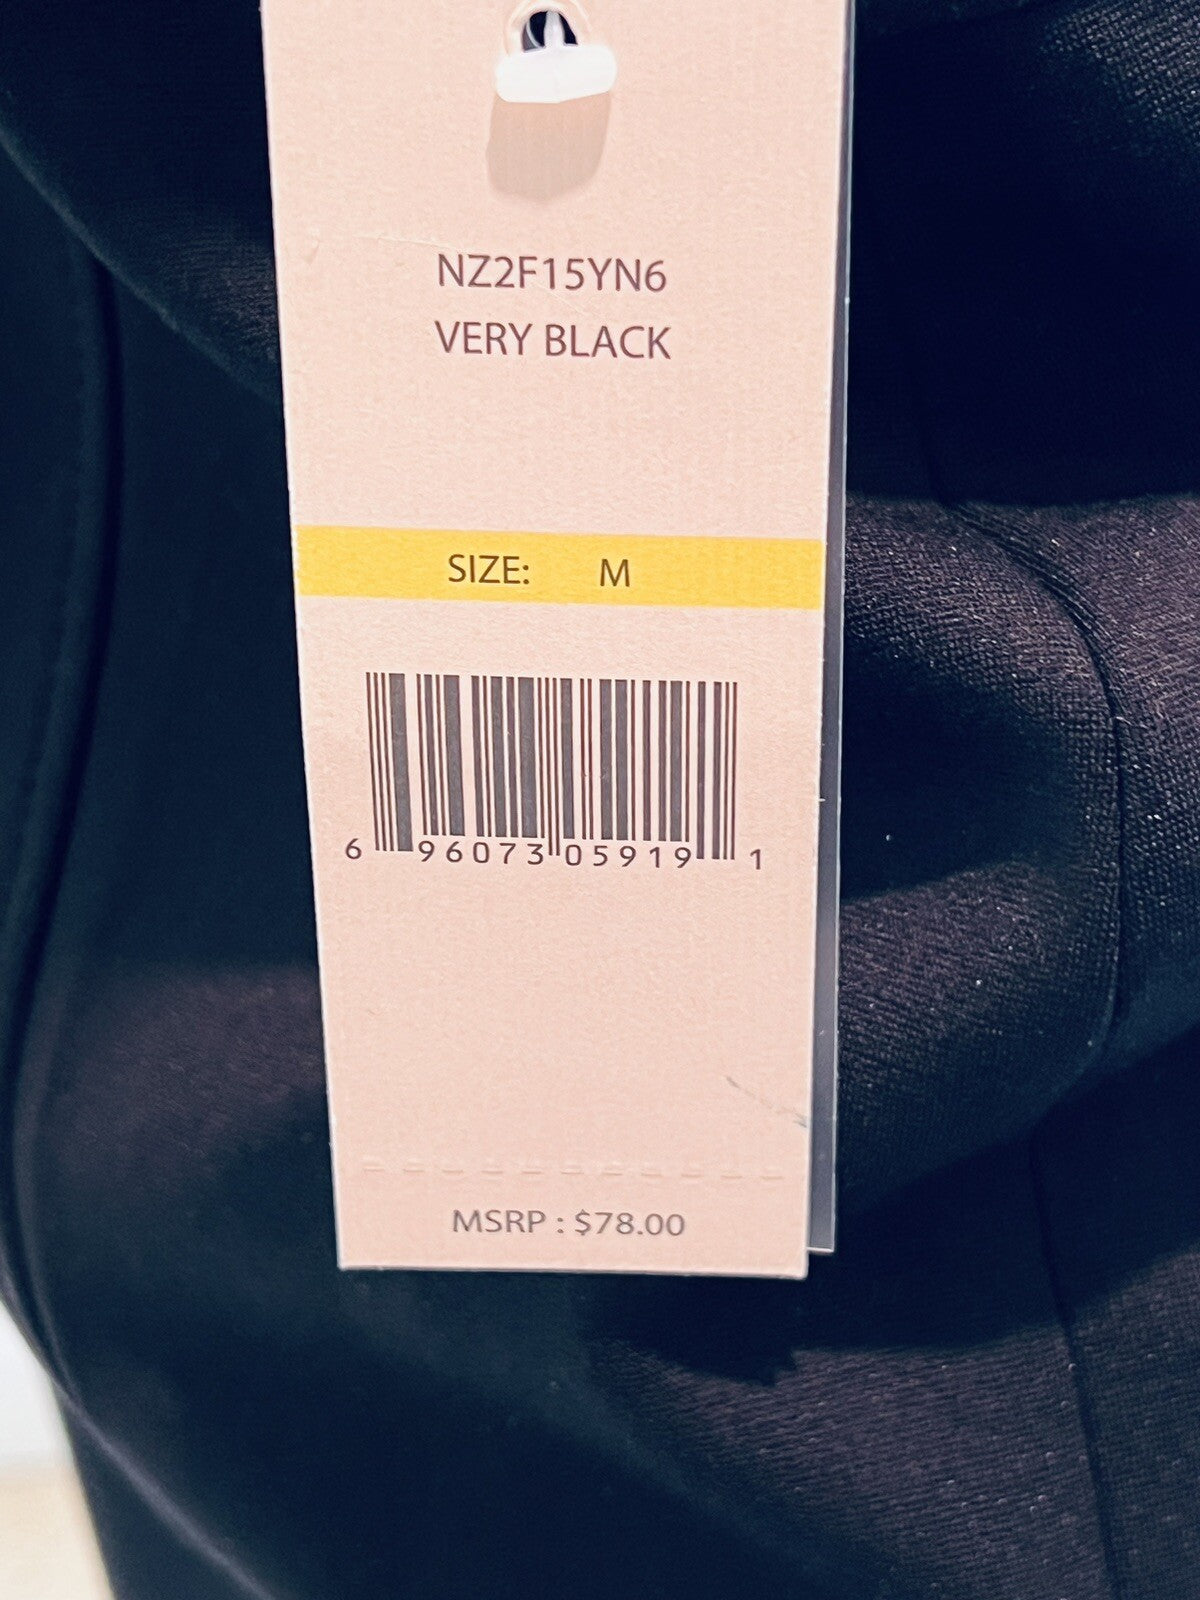 NZ2F15YN6
VERY BLACK
SIZE: M
6 96073 05919 1
MSRP : $78.00